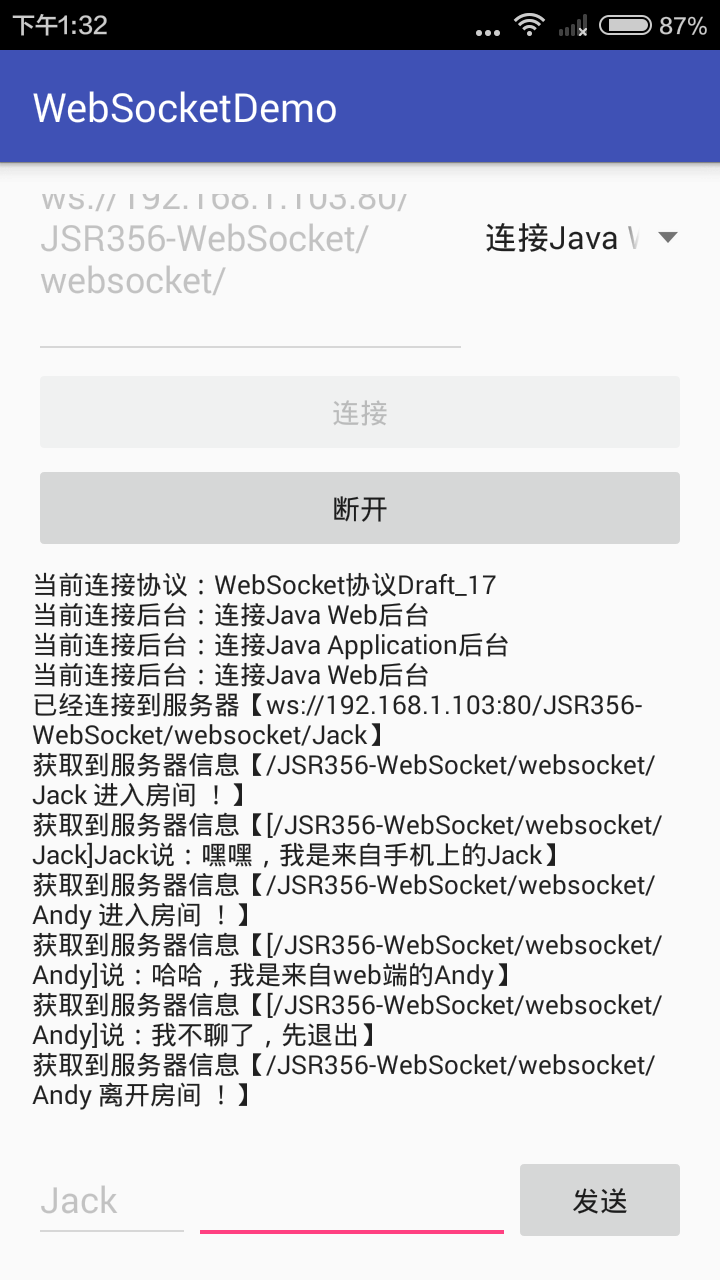 下午1:32
87%
WebSocketDemo
ws://192.168.1.103:80/
JSR356-WebSocket/
websocket/
连接Java W
连接
断开
当前连接协议：WebSocket协议Draft_17
当前连接后台：连接Java Web后台
当前连接后台：连接Java Application后台
当前连接后台：连接Java Web后台
已经连接到服务器【ws://192.168.1.103:80/JSR356-
WebSocket/websocket/Jack】
获取到服务器信息【/JSR356-WebSocket/websocket/
Jack 进入房间 ！】
获取到服务器信息【[/JSR356-WebSocket/websocket/
Jack]Jack说：嘿嘿，我是来自手机上的Jack】
获取到服务器信息【/JSR356-WebSocket/websocket/
Andy 进入房间 ！】
获取到服务器信息【[/JSR356-WebSocket/websocket/
Andy]说：哈哈，我是来自web端的Andy】
获取到服务器信息【[/JSR356-WebSocket/websocket/
Andy]说：我不聊了，先退出】
获取到服务器信息【/JSR356-WebSocket/websocket/
Andy 离开房间 ！】
Jack
发送